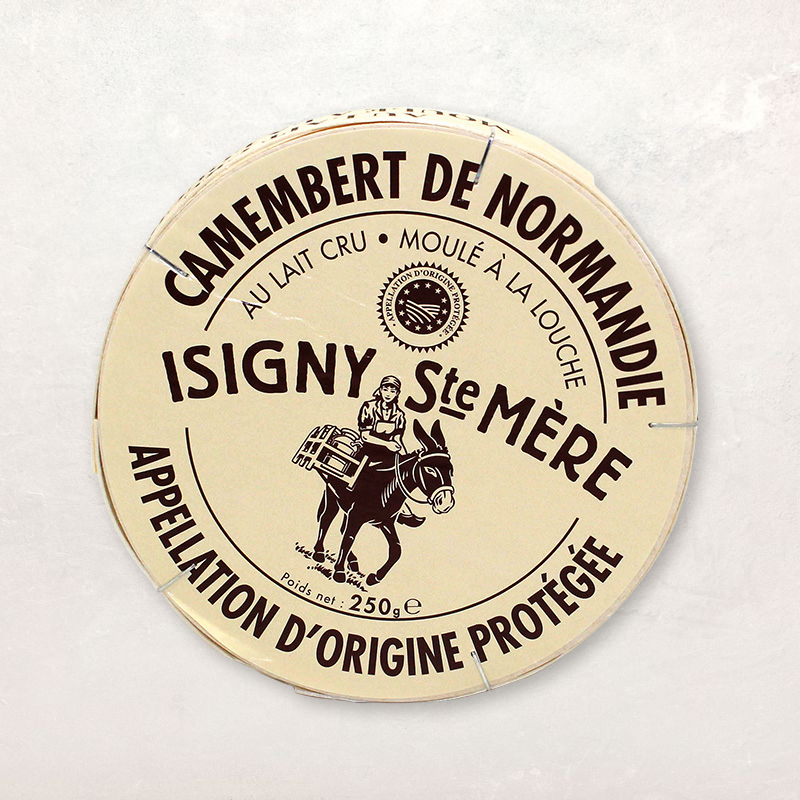 CAMEMBERT DE NORMANDIE
AU LAIT CRU • MOULÉ À LA LOUCHE
APPELLATION D'ORIGINE PROTÉGÉE
ISIGNY Ste MÈRE
Poids net : 250g ℮
APPELLATION D'ORIGINE PROTÉGÉE